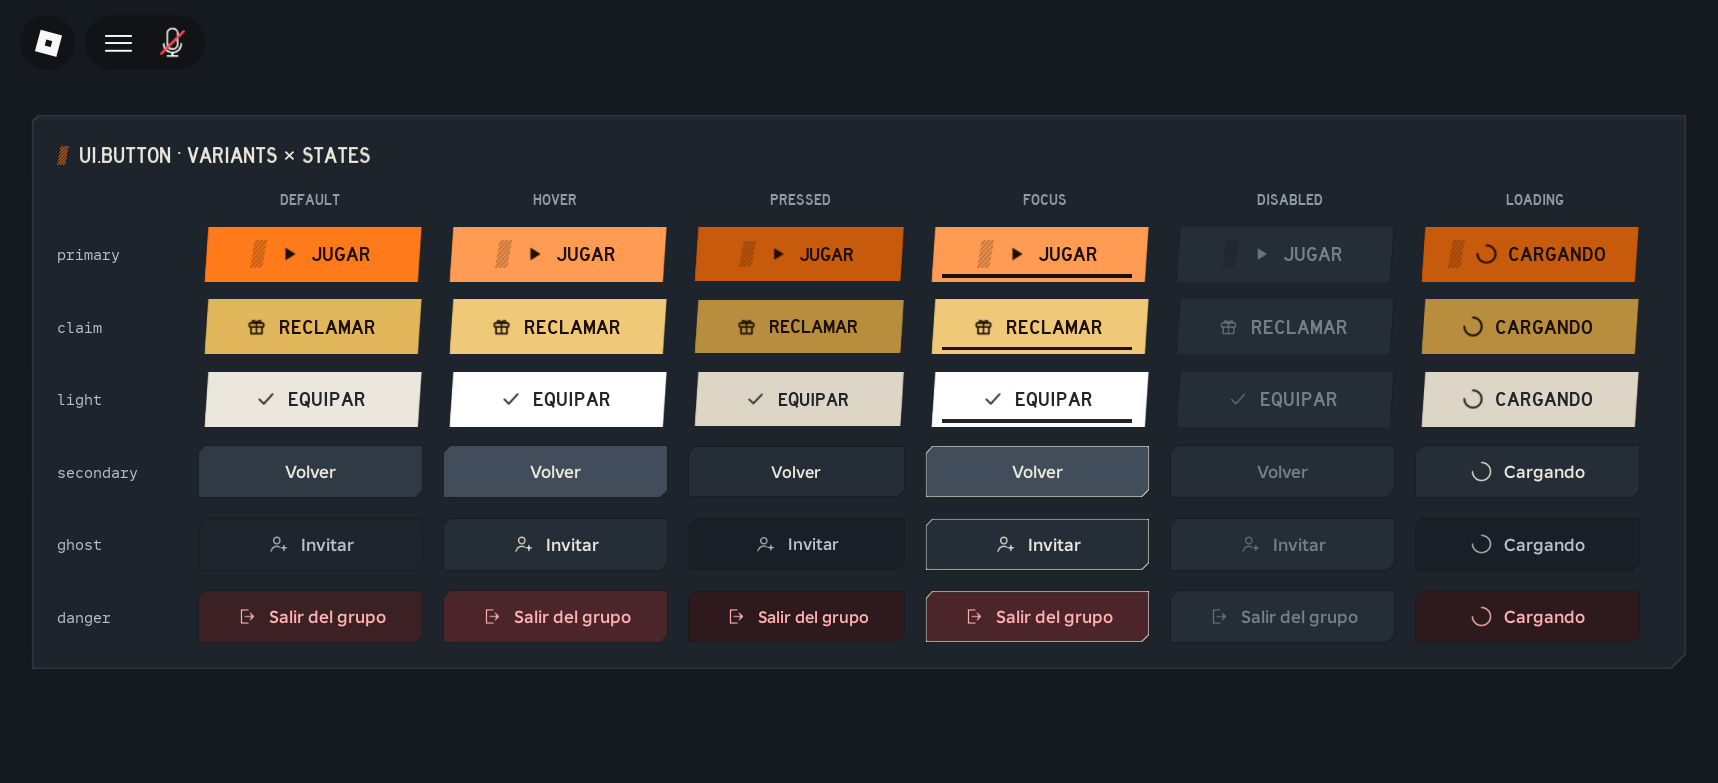 UI.BUTTON · VARIANTS × STATES
DEFAULT HOVER PRESSED FOCUS DISABLED LOADING
primary JUGAR JUGAR JUGAR JUGAR JUGAR CARGANDO
claim RECLAMAR RECLAMAR RECLAMAR RECLAMAR RECLAMAR CARGANDO
light EQUIPAR EQUIPAR EQUIPAR EQUIPAR EQUIPAR CARGANDO
secondary Volver Volver Volver Volver Volver Cargando
ghost Invitar Invitar Invitar Invitar Invitar Cargando
danger Salir del grupo Salir del grupo Salir del grupo Salir del grupo Salir del grupo Cargando